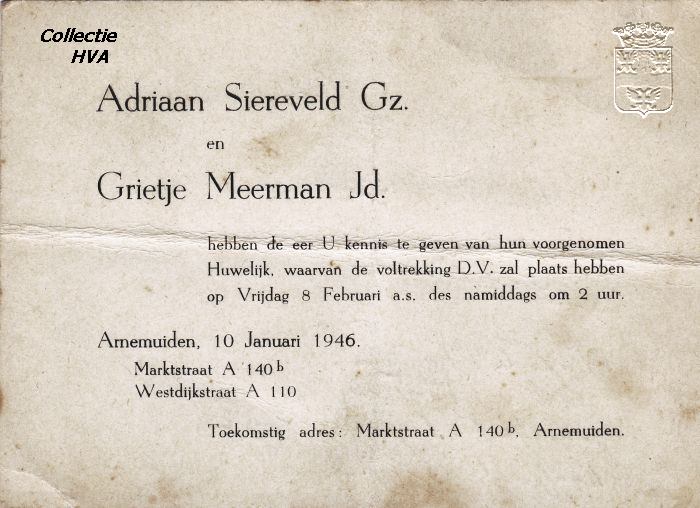 Collectie
HVA
Adriaan Siereveld Gz.
en
Grietje Meerman Jd.
hebben de eer U kennis te geven van hun voorgenomen
Huwelijk, waarvan de voltrekking D.V. zal plaats hebben
op Vrijdag 8 Februari a.s. des namiddags om 2 uur.
Arnemuiden, 10 Januari 1946.
Marktstraat A 140ᵇ
Westdijkstraat A 110
Toekomstig adres: Marktstraat A 140ᵇ, Arnemuiden.